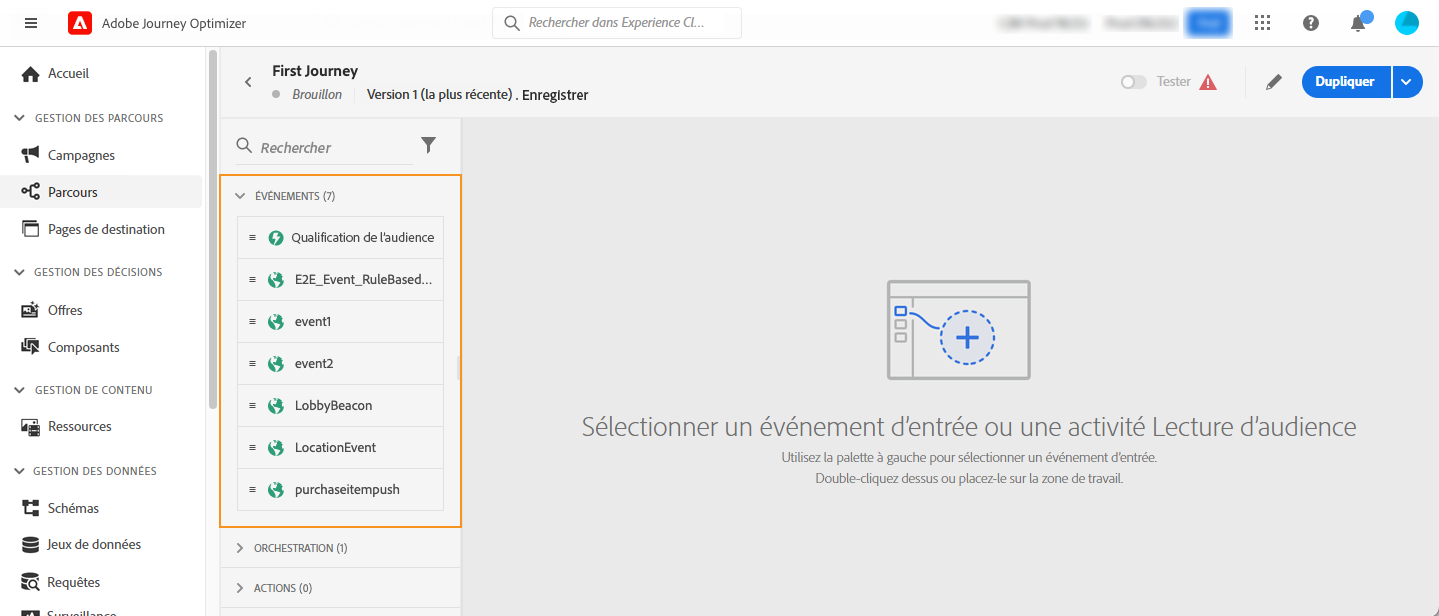 Adobe Journey Optimizer
Rechercher dans Experience Cl...
Accueil
GESTION DES PARCOURS
Campagnes
Parcours
Pages de destination
GESTION DES DÉCISIONS
Offres
Composants
GESTION DE CONTENU
Ressources
GESTION DES DONNÉES
Schémas
Jeux de données
Requêtes
Surveillance
First Journey
Brouillon
Version 1 (la plus récente) . Enregistrer
Tester
Dupliquer
Rechercher
ÉVÉNEMENTS (7)
Qualification de l'audience
E2E_Event_RuleBased...
event1
event2
LobbyBeacon
LocationEvent
purchaseitempush
ORCHESTRATION (1)
ACTIONS (0)
Sélectionner un événement d'entrée ou une activité Lecture d'audience
Utilisez la palette à gauche pour sélectionner un événement d'entrée.
Double-cliquez dessus ou placez-le sur la zone de travail.